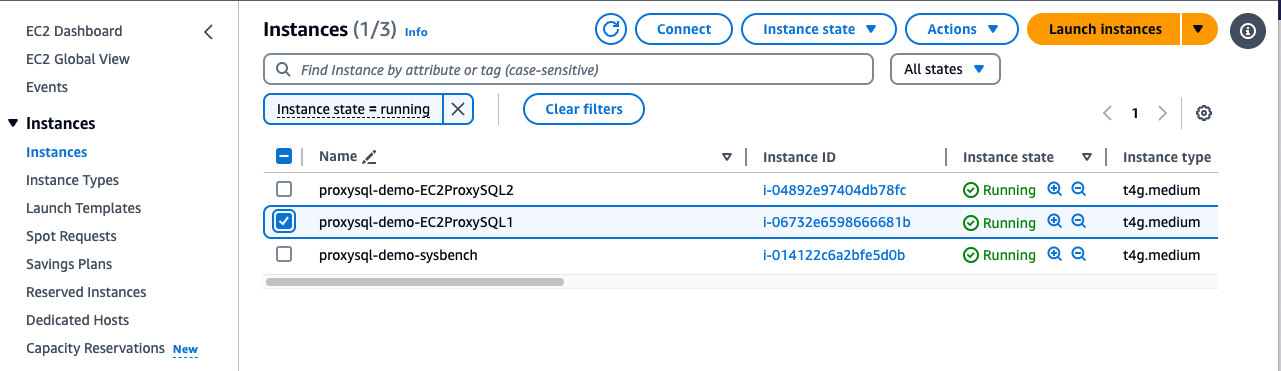 EC2 Dashboard
EC2 Global View
Events
Instances
Instances
Instance Types
Launch Templates
Spot Requests
Savings Plans
Reserved Instances
Dedicated Hosts
Capacity Reservations New
Instances (1/3) Info
Connect
Instance state
Actions
Launch instances
Find Instance by attribute or tag (case-sensitive)
All states
Instance state = running
Clear filters
1
Name Instance ID Instance state Instance type
proxysql-demo-EC2ProxySQL2 i-04892e97404db78fc Running t4g.medium
proxysql-demo-EC2ProxySQL1 i-06732e6598666681b Running t4g.medium
proxysql-demo-sysbench i-014122c6a2bfe5d0b Running t4g.medium